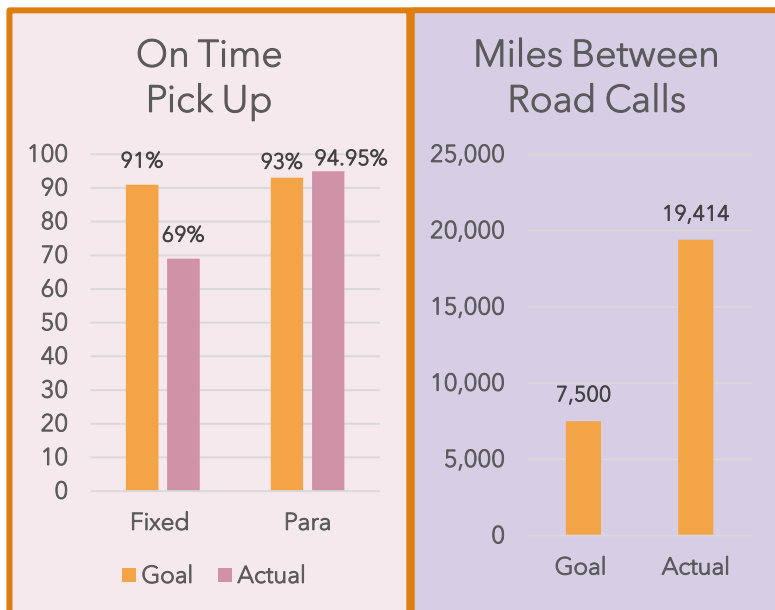 On Time
Pick Up
100
90
80
70
60
50
40
30
20
10
0
91%
69%
93%
94.95%
Fixed
Para
Goal
Actual
Miles Between
Road Calls
25,000
20,000
15,000
10,000
5,000
0
7,500
19,414
Goal
Actual